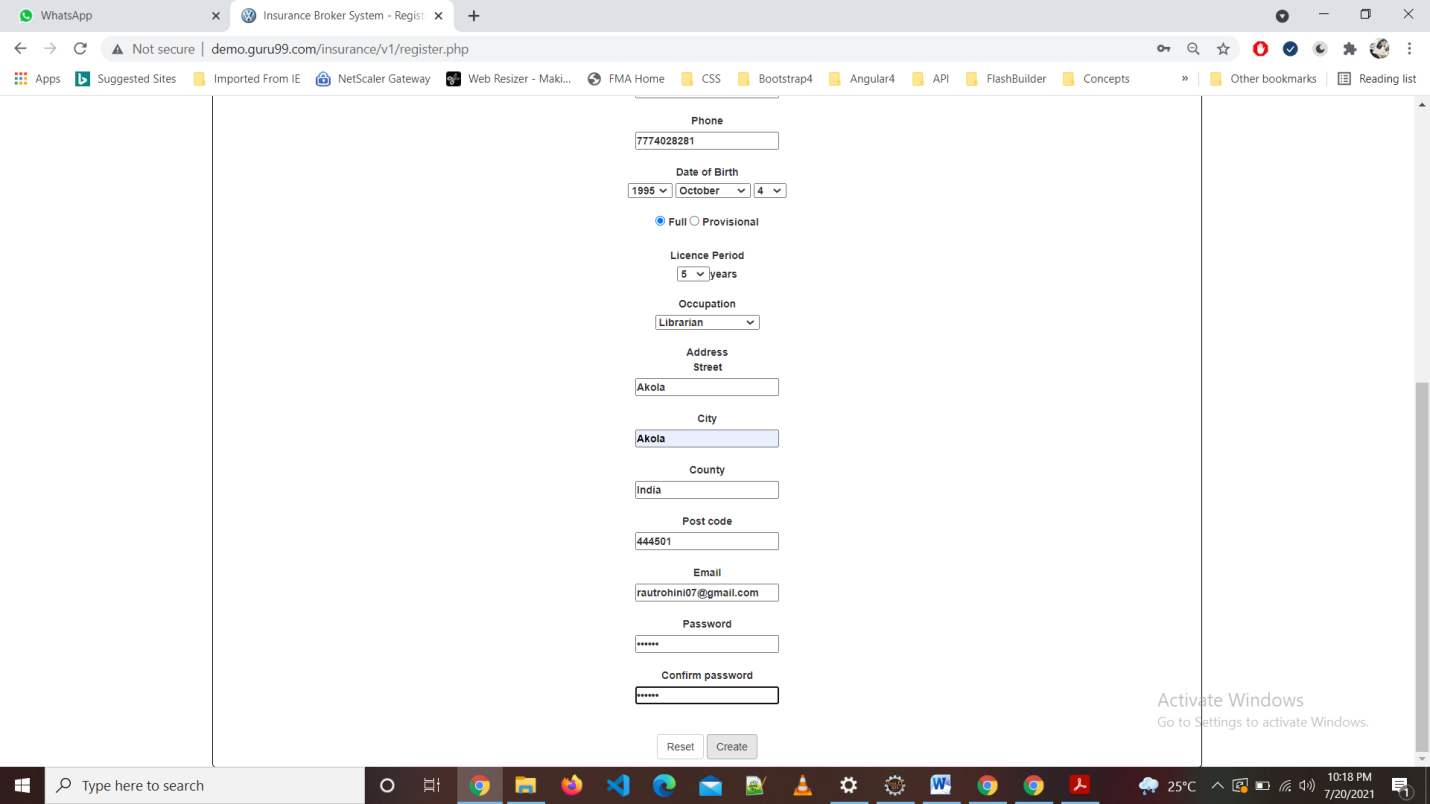 WhatsApp
Insurance Broker System - Regist
Not secure | demo.guru99.com/insurance/v1/register.php
Apps
Suggested Sites
Imported From IE
NetScaler Gateway
Web Resizer - Maki...
FMA Home
CSS
Bootstrap4
Angular4
API
FlashBuilder
Concepts
»
Other bookmarks
Reading list
Phone
7774028281
Date of Birth
1995 October 4
Full Provisional
Licence Period
5 years
Occupation
Librarian
Address
Street
Akola
City
Akola
County
India
Post code
444501
Email
rautrohini07@gmail.com
Password
••••••
Confirm password
••••••
Reset Create
Activate Windows
Go to Settings to activate Windows.
Type here to search
25°C
10:18 PM
7/20/2021
1